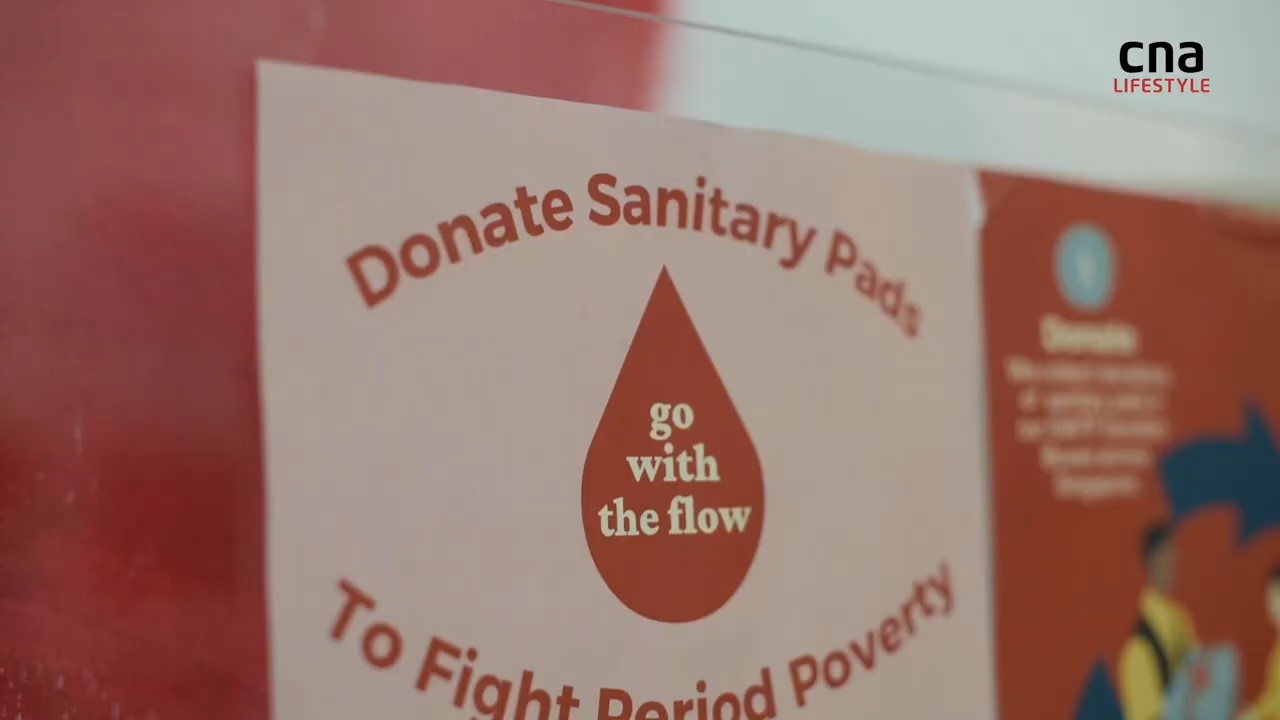 cna
LIFESTYLE
Donate Sanitary Pads
go
with
the flow
To Fight Period Poverty
Donate